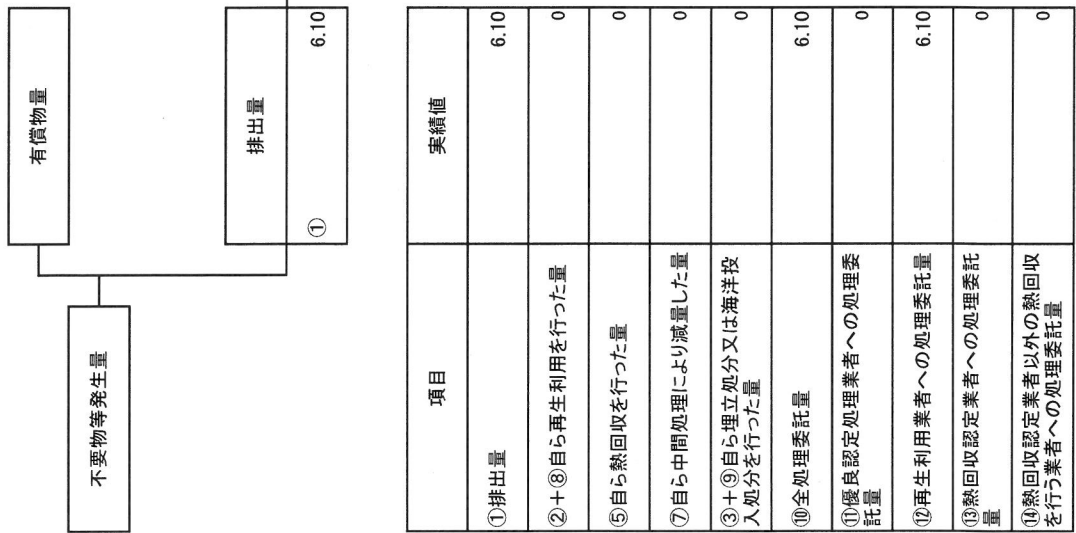 有償物量
不要物等発生量
排出量
①
6.10
項目
実績値
①排出量
6.10
②＋⑧自ら再生利用を行った量
0
⑤自ら熱回収を行った量
0
⑦自ら中間処理により減量した量
0
③＋⑨自ら埋立処分又は海洋投
入処分を行った量
0
⑩全処理委託量
6.10
⑪優良認定処理業者への処理委
託量
0
⑫再生利用業者への処理委託量
6.10
⑬熱回収認定業者への処理委託
量
0
⑭熱回収認定業者以外の熱回収
を行う業者への処理委託量
0